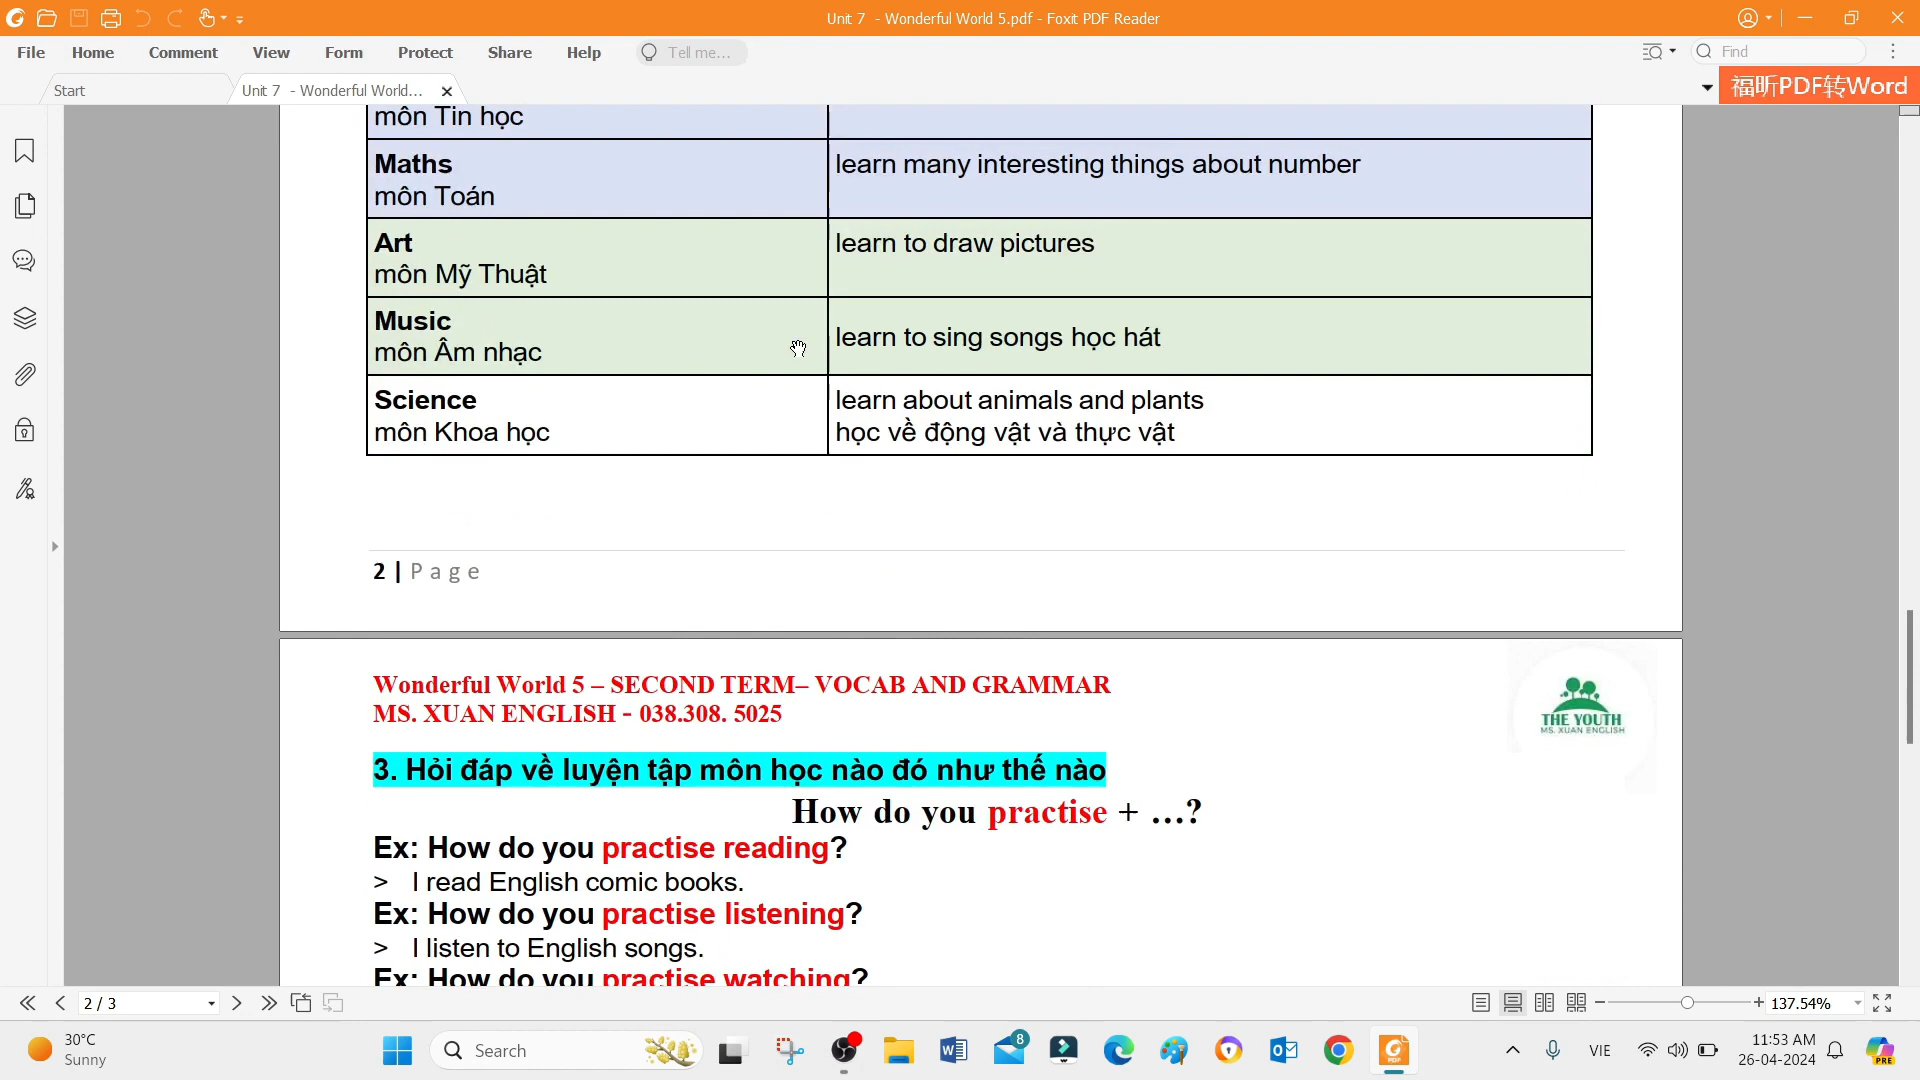 Unit 7 - Wonderful World 5.pdf - Foxit PDF Reader
File Home Comment View Form Protect Share Help Tell me... Find
Start Unit 7 - Wonderful World... 福昕PDF转Word
môn Tin học
Maths learn many interesting things about number
môn Toán
Art learn to draw pictures
môn Mỹ Thuật
Music
learn to sing songs học hát
môn Âm nhạc
Science learn about animals and plants
môn Khoa học học về động vật và thực vật
2 | Page
Wonderful World 5 – SECOND TERM– VOCAB AND GRAMMAR
MS. XUAN ENGLISH - 038.308. 5025
THE YOUTH
MS. XUAN ENGLISH
3. Hỏi đáp về luyện tập môn học nào đó như thế nào
How do you practise + …?
Ex: How do you practise reading?
> I read English comic books.
Ex: How do you practise listening?
> I listen to English songs.
Ex: How do you practise watching?
2 / 3 137.54%
30°C
Sunny
Search
8
VIE
11:53 AM
26-04-2024
PRE